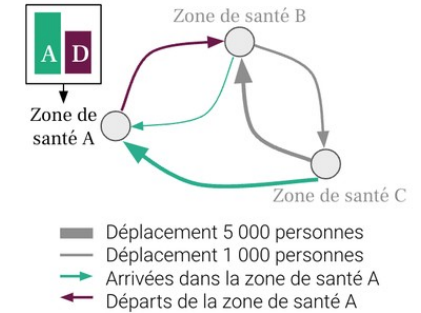 Zone de santé B
A D
Zone de
santé A
Zone de santé C
Déplacement 5 000 personnes
Déplacement 1 000 personnes
Arrivées dans la zone de santé A
Départs de la zone de santé A